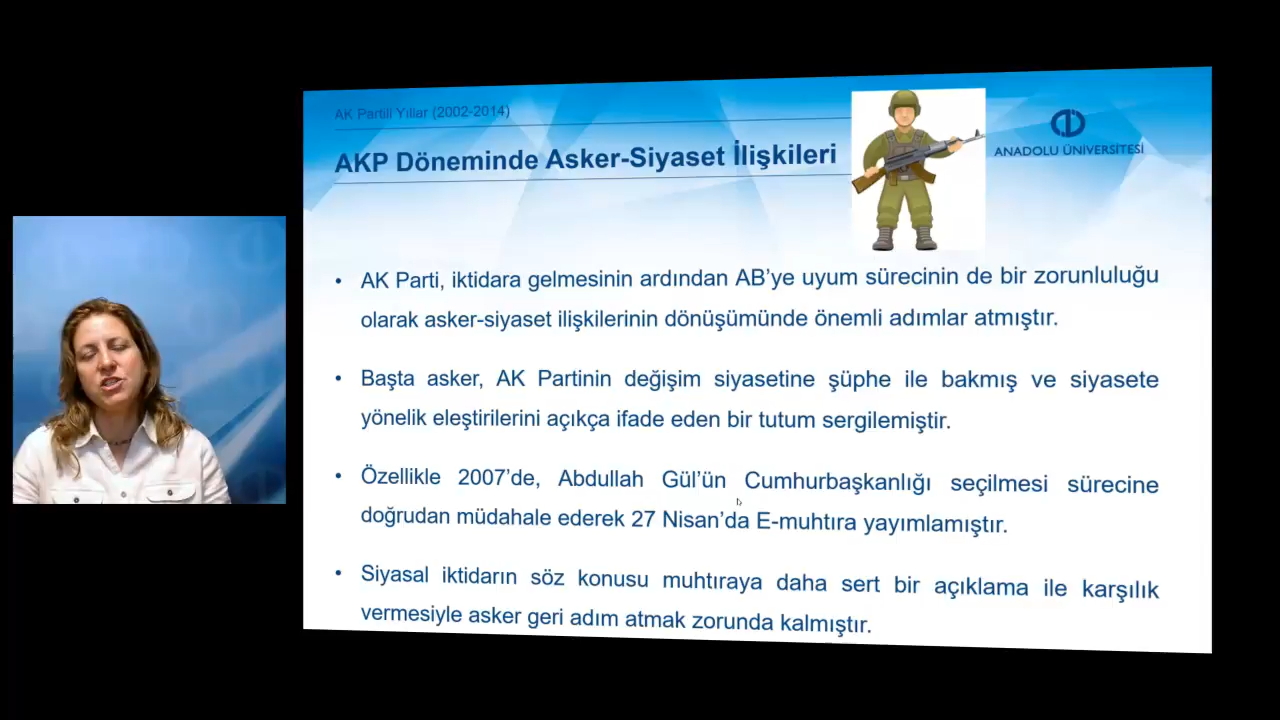 AK Partili Yıllar (2002-2014)
AKP Döneminde Asker-Siyaset İlişkileri
ANADOLU ÜNİVERSİTESİ
• AK Parti, iktidara gelmesinin ardından AB’ye uyum sürecinin de bir zorunluluğu
olarak asker-siyaset ilişkilerinin dönüşümünde önemli adımlar atmıştır.
• Başta asker, AK Partinin değişim siyasetine şüphe ile bakmış ve siyasete
yönelik eleştirilerini açıkça ifade eden bir tutum sergilemiştir.
• Özellikle 2007’de, Abdullah Gül’ün Cumhurbaşkanlığı seçilmesi sürecine
doğrudan müdahale ederek 27 Nisan’da E-muhtıra yayımlamıştır.
• Siyasal iktidarın söz konusu muhtıraya daha sert bir açıklama ile karşılık
vermesiyle asker geri adım atmak zorunda kalmıştır.